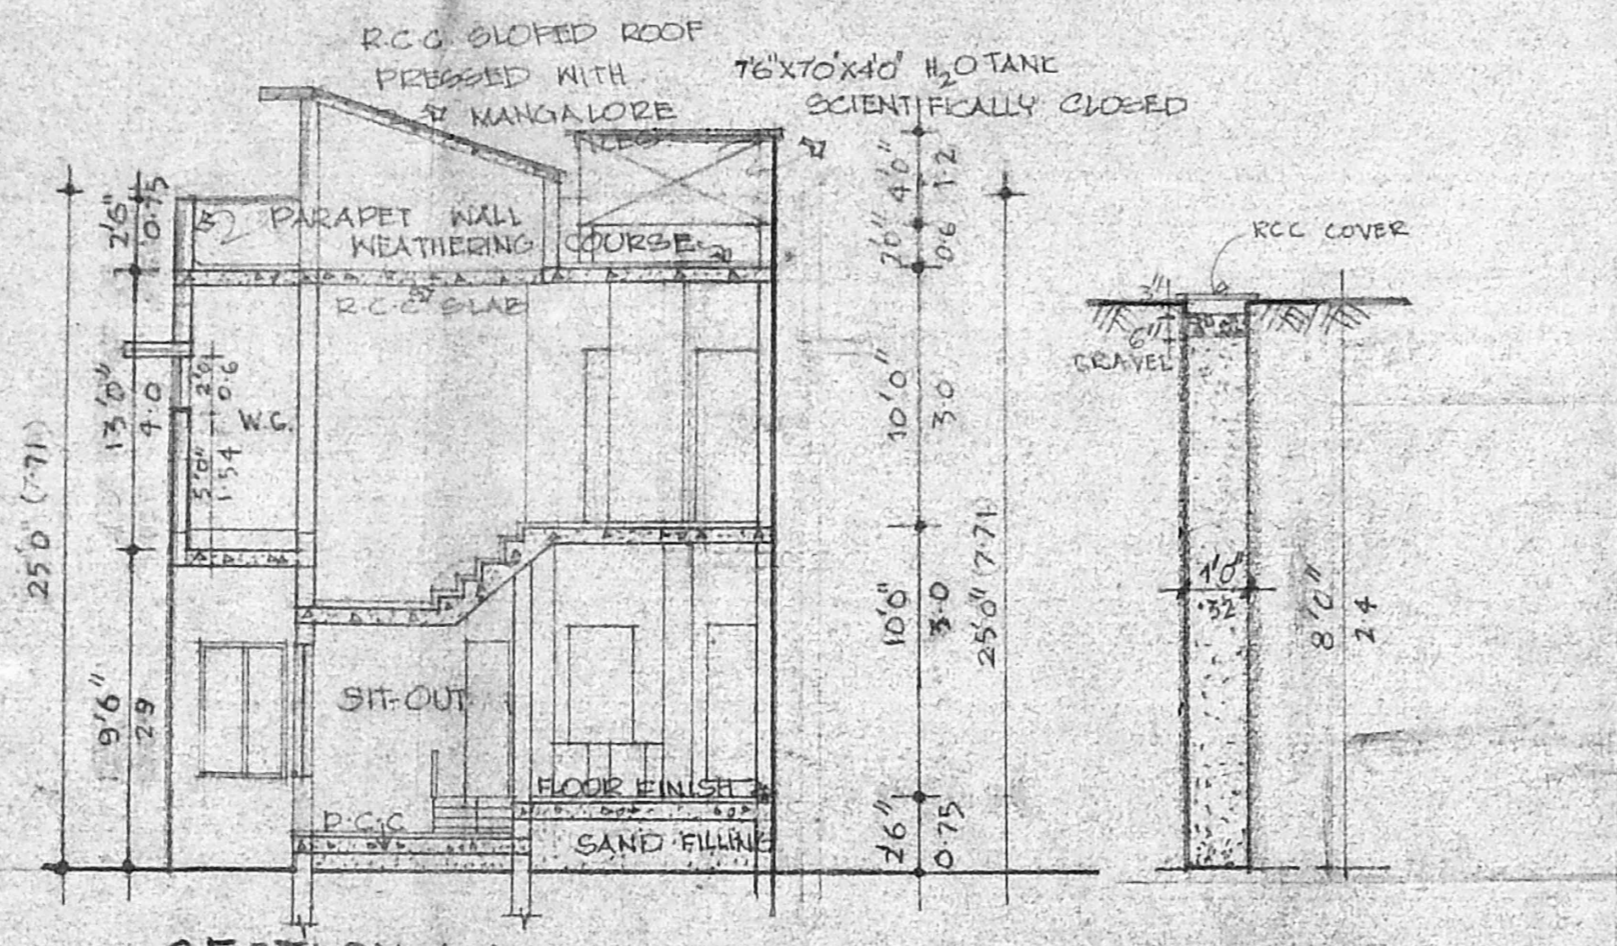 R.C.C. SLOPED ROOF
PRESSED WITH
MANGALORE
7'6"X7'0"X4'0" H2O TANK
SCIENTIFICALLY CLOSED
2'6"
0.75
PARAPET WALL
WEATHERING COURSE
R.C.C SLAB
4'0"
1.2
2'0"
0.6
RCC COVER
3"
6"
GRAVEL
13'0"
4.0
2'0
0.6
W.C.
5'0"
1.54
10'0"
3.0
25'0" (7.71)
10'0"
3.0
25'0" (7.71
1'0"
.32
8'0"
2.4
9'6"
2.9
SIT-OUT
FLOOR FINISH
P.C.C
SAND FILLING
2'6"
0.75